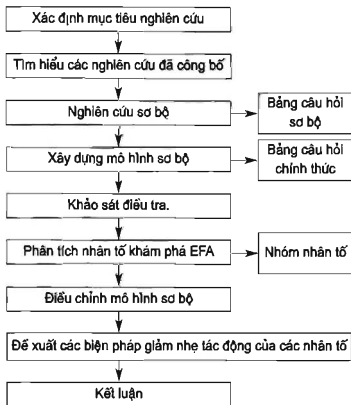 Xác định mục tiêu nghiên cứu
Tìm hiểu các nghiên cứu đã công bố
Nghiên cứu sơ bộ
Bảng câu hỏi
sơ bộ
Xây dựng mô hình sơ bộ
Bảng câu hỏi
chính thức
Khảo sát điều tra.
Phân tích nhân tố khám phá EFA
Nhóm nhân tố
Điều chỉnh mô hình sơ bộ
Đề xuất các biện pháp giảm nhẹ tác động của các nhân tố
Kết luận